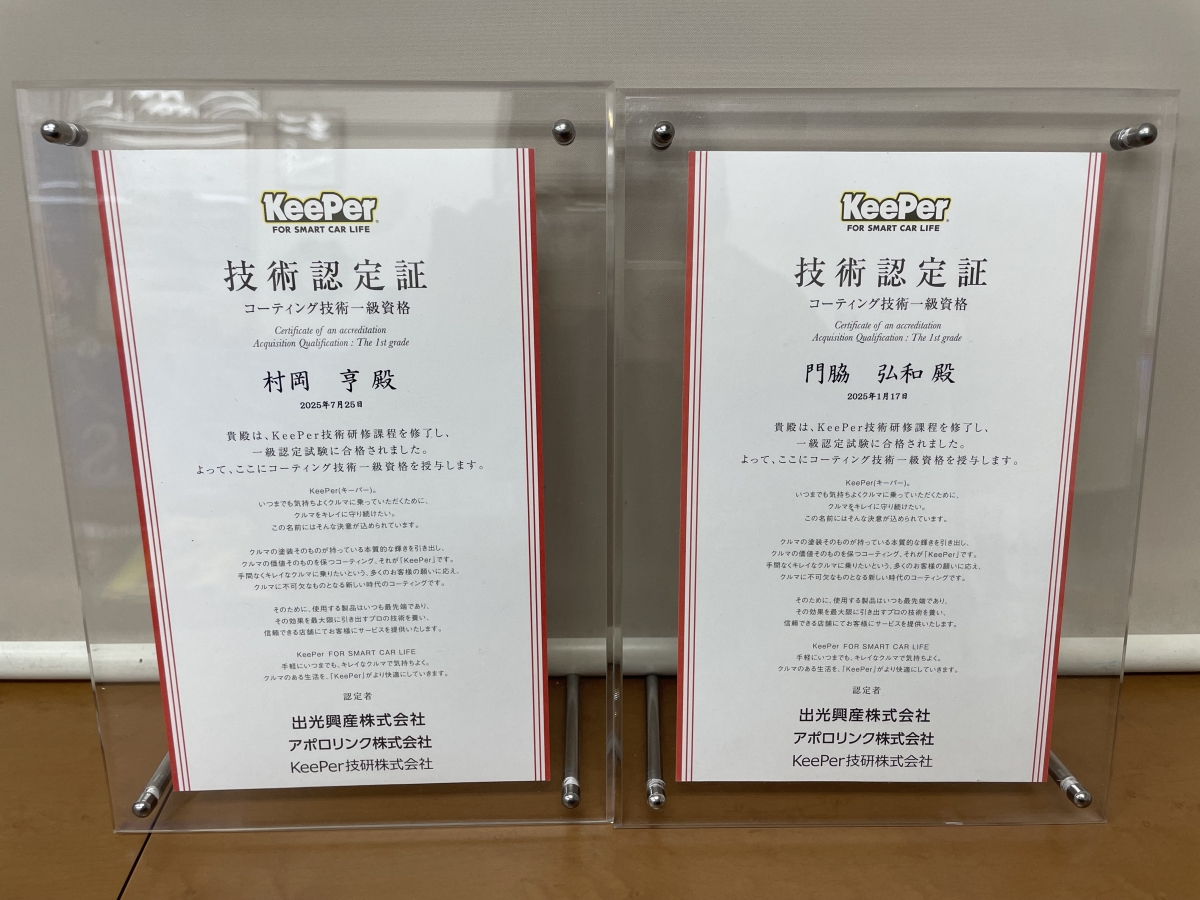 KeePer
FOR SMART CAR LIFE
技術認定証
コーティング技術一級資格
Certificate of an accreditation
Acquisition Qualification : The 1st grade
村岡 亨 殿
2025年7月25日
貴殿は、KeePer技術研修課程を修了し、
一級認定試験に合格されました。
よって、ここにコーティング技術一級資格を授与します。
KeePer(キーパー)。
いつまでも気持ちよくクルマに乗っていただくために、
クルマをキレイに守り続けたい。
この名前にはそんな決意が込められています。
クルマの塗装そのものが持っている本質的な輝きを引き出し、
クルマの価値そのものを保つコーティング、それが「KeePer」です。
手間なくキレイなクルマに乗りたいという、多くのお客様の願いに応え、
クルマに不可欠なものとなる新しい時代のコーティングです。
そのために、使用する製品はいつも最先端であり、
その効果を最大限に引き出すプロの技術を養い、
信頼できる店舗にてお客様にサービスを提供いたします。
KeePer FOR SMART CAR LIFE
手軽にいつまでも、キレイなクルマで気持ちよく。
クルマのある生活を、「KeePer」がより快適にしていきます。
認定者
出光興産株式会社
アポロリンク株式会社
KeePer技研株式会社
KeePer
FOR SMART CAR LIFE
技術認定証
コーティング技術一級資格
Certificate of an accreditation
Acquisition Qualification : The 1st grade
門脇 弘和 殿
2025年1月17日
貴殿は、KeePer技術研修課程を修了し、
一級認定試験に合格されました。
よって、ここにコーティング技術一級資格を授与します。
KeePer(キーパー)。
いつまでも気持ちよくクルマに乗っていただくために、
クルマをキレイに守り続けたい。
この名前にはそんな決意が込められています。
クルマの塗装そのものが持っている本質的な輝きを引き出し、
クルマの価値そのものを保つコーティング、それが「KeePer」です。
手間なくキレイなクルマに乗りたいという、多くのお客様の願いに応え、
クルマに不可欠なものとなる新しい時代のコーティングです。
そのために、使用する製品はいつも最先端であり、
その効果を最大限に引き出すプロの技術を養い、
信頼できる店舗にてお客様にサービスを提供いたします。
KeePer FOR SMART CAR LIFE
手軽にいつまでも、キレイなクルマで気持ちよく。
クルマのある生活を、「KeePer」がより快適にしていきます。
認定者
出光興産株式会社
アポロリンク株式会社
KeePer技研株式会社